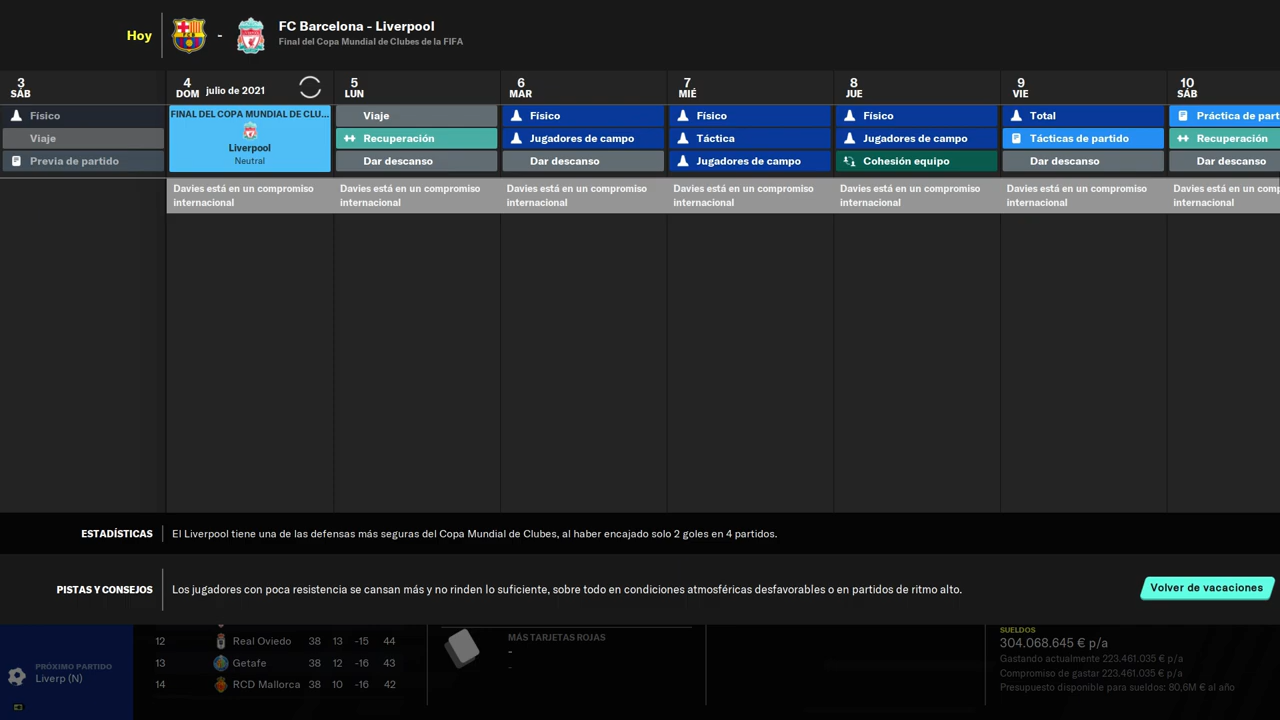 Hoy
-
FC Barcelona - Liverpool
Final del Copa Mundial de Clubes de la FIFA
3
SÁB
4
DOM julio de 2021
5
LUN
6
MAR
7
MIÉ
8
JUE
9
VIE
10
SÁB
Físico
Viaje
Previa de partido
FINAL DEL COPA MUNDIAL DE CLU...
Liverpool
Neutral
Viaje
Recuperación
Dar descanso
Físico
Jugadores de campo
Dar descanso
Físico
Táctica
Jugadores de campo
Físico
Jugadores de campo
Cohesión equipo
Total
Tácticas de partido
Dar descanso
Práctica de part
Recuperación
Dar descanso
Davies está en un compromiso
internacional
Davies está en un compromiso
internacional
Davies está en un compromiso
internacional
Davies está en un compromiso
internacional
Davies está en un compromiso
internacional
Davies está en un compromiso
internacional
Davies está en un comp
internacional
ESTADÍSTICAS
El Liverpool tiene una de las defensas más seguras del Copa Mundial de Clubes, al haber encajado solo 2 goles en 4 partidos.
PISTAS Y CONSEJOS
Los jugadores con poca resistencia se cansan más y no rinden lo suficiente, sobre todo en condiciones atmosféricas desfavorables o en partidos de ritmo alto.
Volver de vacaciones
PRÓXIMO PARTIDO
Liverp (N)
12 Real Oviedo 38 13 -15 44
13 Getafe 38 12 -16 43
14 RCD Mallorca 38 10 -16 42
MÁS TARJETAS ROJAS
-
-
SUELDOS
304.068.645 € p/a
Gastando actualmente 223.461.035 € p/a
Compromiso de gastar 223.461.035 € p/a
Presupuesto disponible para sueldos: 80,6M € al año